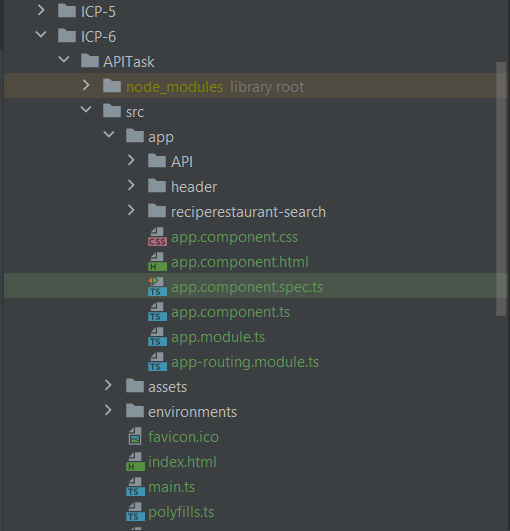 ICP-5
ICP-6
APITask
node_modules library root
src
app
API
header
reciperestaurant-search
CSS app.component.css
H app.component.html
TS app.component.spec.ts
TS app.component.ts
TS app.module.ts
TS app-routing.module.ts
assets
environments
favicon.ico
H index.html
TS main.ts
TS polyfills.ts